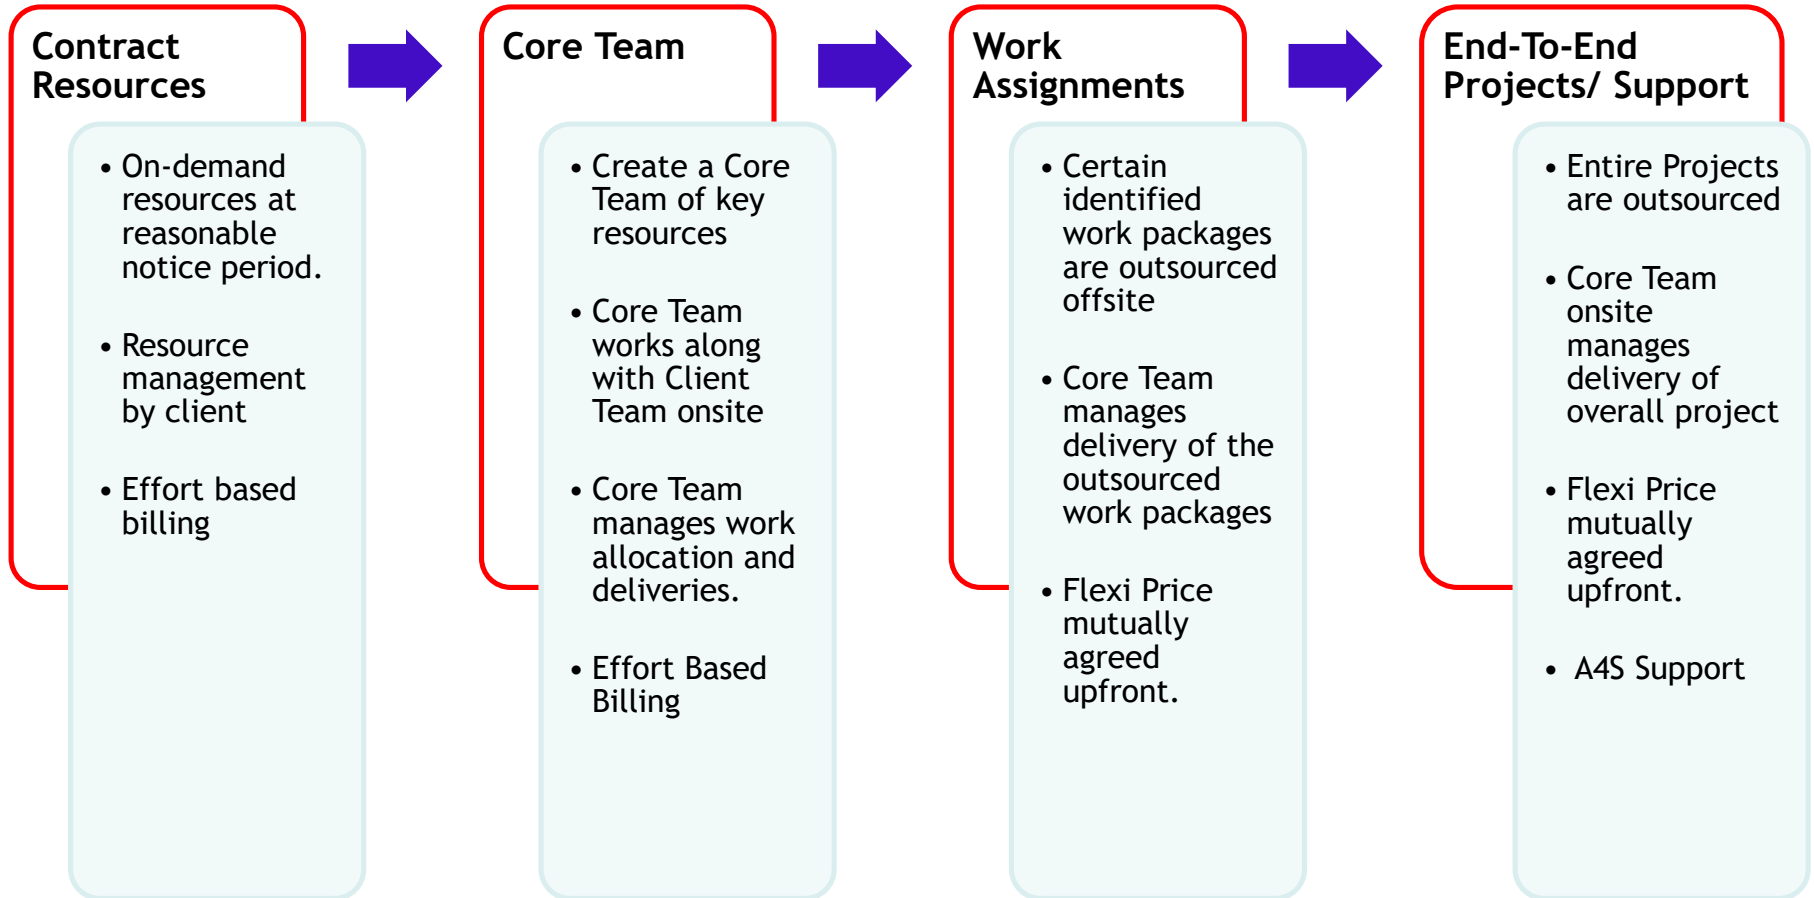 Contract
Resources
• On-demand
resources at
reasonable
notice period.
• Resource
management
by client
• Effort based
billing
Core Team
• Create a Core
Team of key
resources
• Core Team
works along
with Client
Team onsite
• Core Team
manages work
allocation and
deliveries.
• Effort Based
Billing
Work
Assignments
• Certain
identified
work packages
are outsourced
offsite
• Core Team
manages
delivery of the
outsourced
work packages
• Flexi Price
mutually
agreed
upfront.
End-To-End
Projects/ Support
• Entire Projects
are outsourced
• Core Team
onsite
manages
delivery of
overall project
• Flexi Price
mutually
agreed
upfront.
• A4S Support